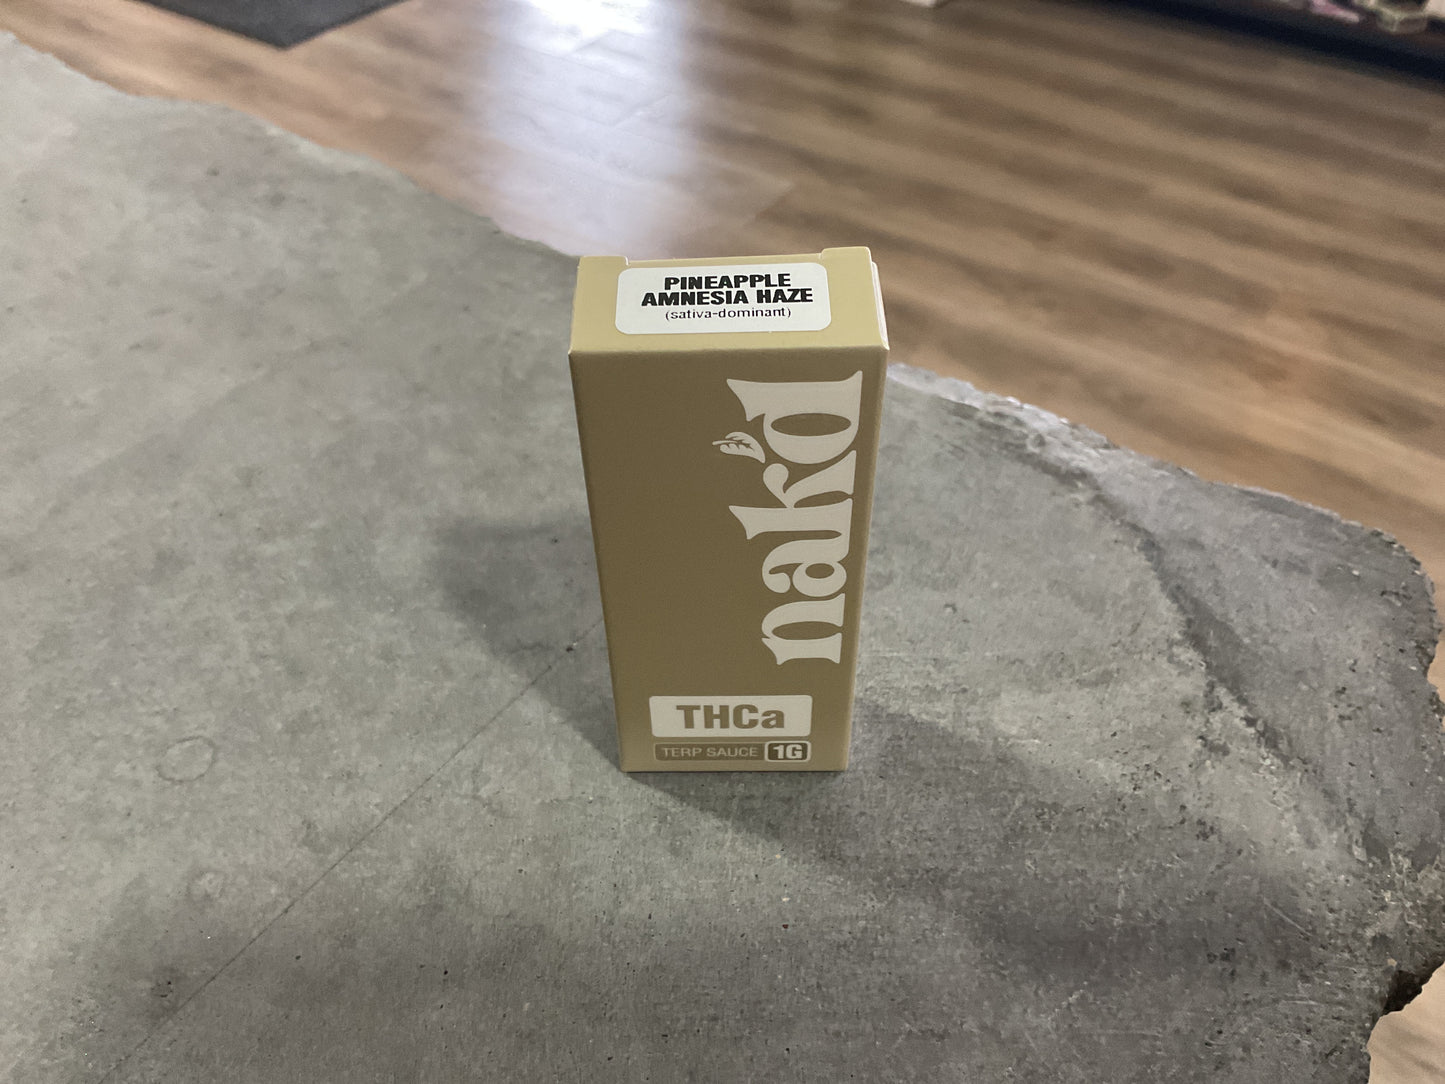 PINEAPPLE
AMNESIA HAZE
(sativa-dominant)
nak'd
THCa
TERP SAUCE 1G